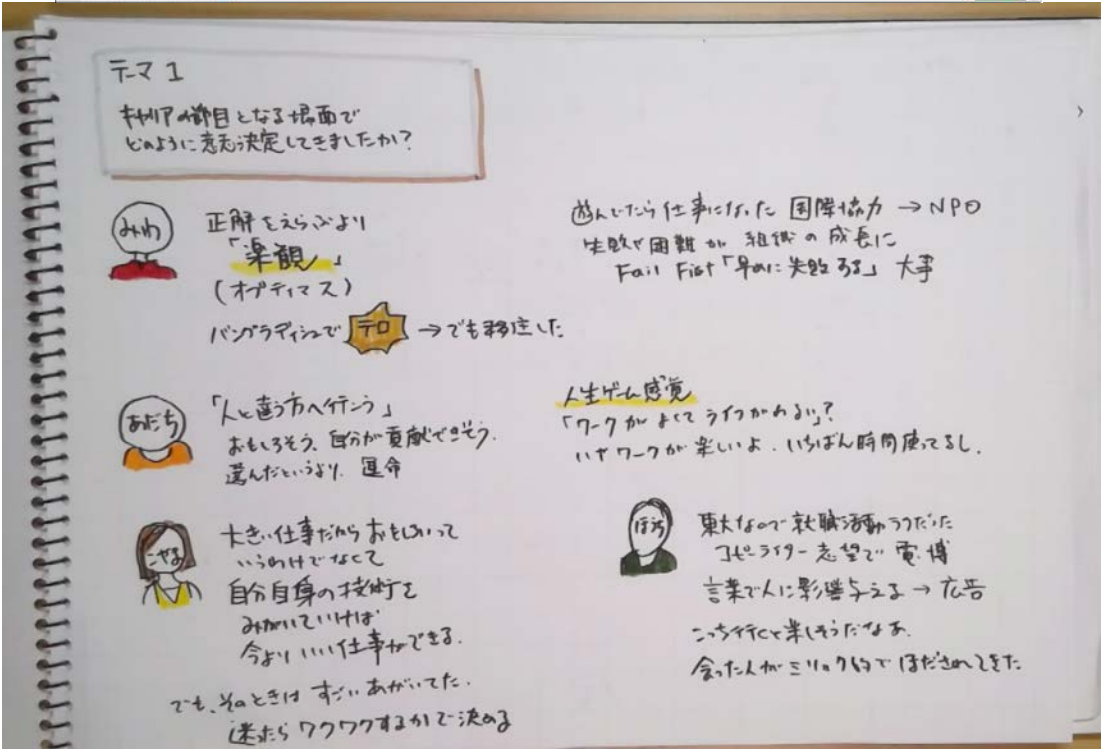 テーマ1
キャリアの節目となる場面で
どのように意志決定してきましたか？
みわ
正解をえらぶより
「楽観」
(オプティマス)
バングラディシュで テロ →でも移住した
遊んでたら仕事になった 国際協力 → NPO
失敗や困難が 組織の成長に
Fail Fist「早めに失敗する」大事
あだち
「人と違う方へ行こう」
おもしろそう、自分が貢献できそう.
選んだというより、運命
人生ゲーム感覚
「ワークがよくてライフがわるい」?
いやワークが楽しいよ. いちばん時間使ってるし.
こやま
大きい仕事だからおもしろいって
いうわけでなくて
自分自身の技術を
みがいていけば
今よりいい仕事ができる.
でも、そのときは すごいあがいてた.
迷ったら ワクワクするかで決める
東大なので就職活動ラフだった
コピーライター志望で 電.博
言葉で人に影響与える → 広告
こっち行くと楽しそうだなあ.
会った人がミリョク的で ほだされてきた